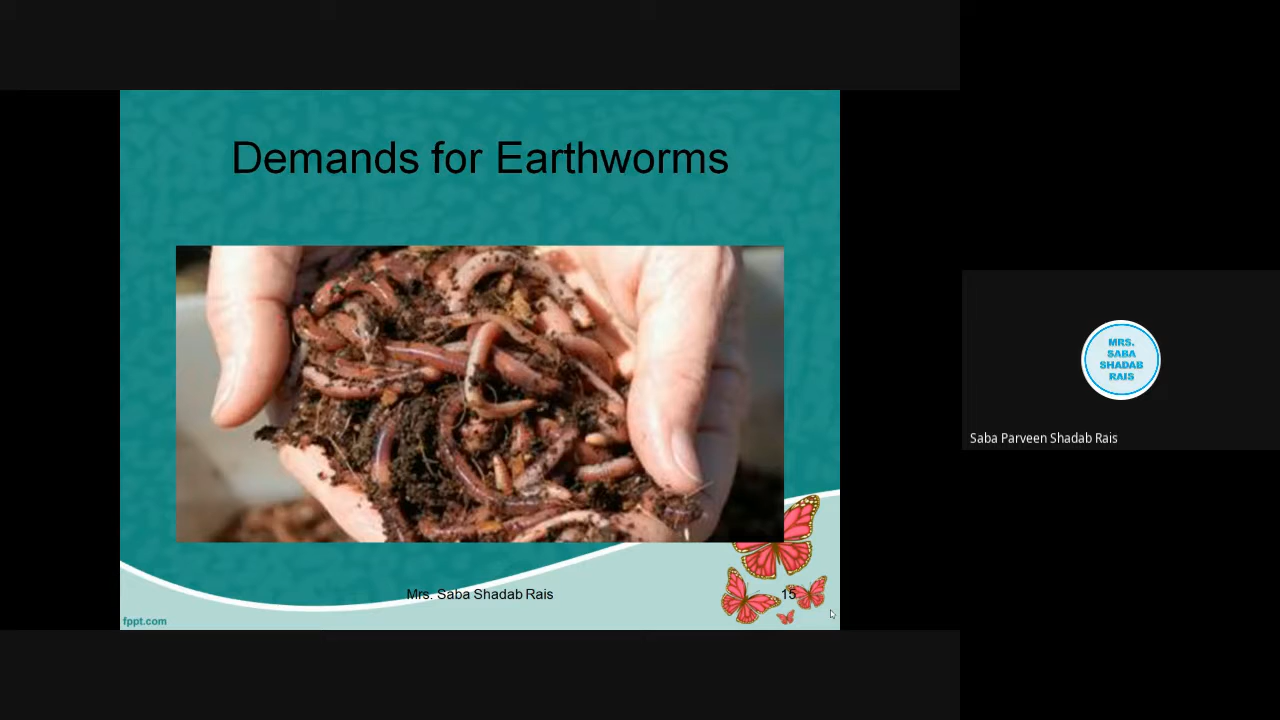 Demands for Earthworms
Mrs. Saba Shadab Rais
15
fppt.com
MRS.
SABA
SHADAB
RAIS
Saba Parveen Shadab Rais